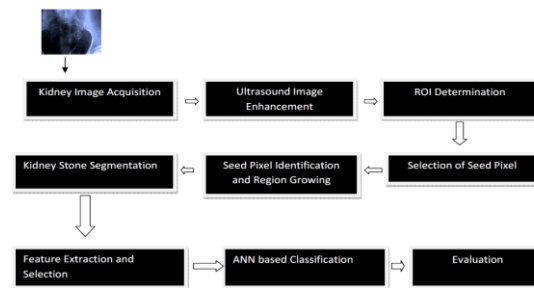 Kidney Image Acquisition
Ultrasound Image
Enhancement
ROI Determination
Kidney Stone Segmentation
Seed Pixel Identification
and Region Growing
Selection of Seed Pixel
Feature Extraction and
Selection
ANN based Classification
Evaluation